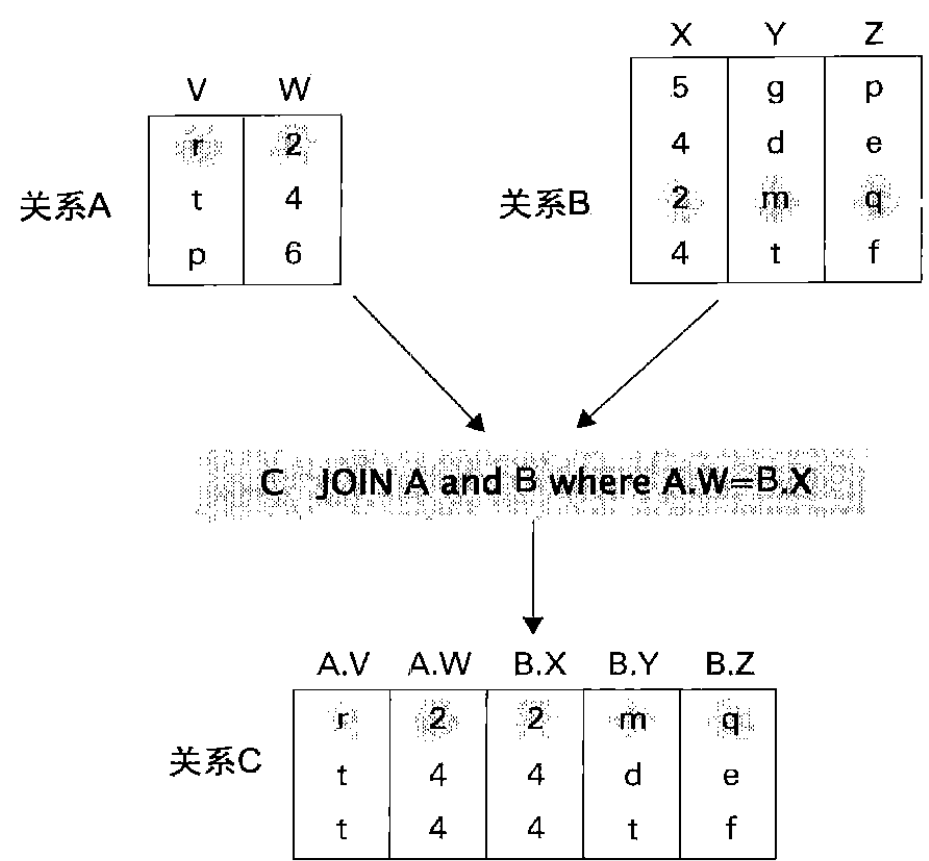 V W
r 2
t 4
p 6
关系A
X Y Z
5 g p
4 d e
2 m q
4 t f
关系B
C JOIN A and B where A.W=B.X
A.V A.W B.X B.Y B.Z
r 2 2 m q
t 4 4 d e
t 4 4 t f
关系C